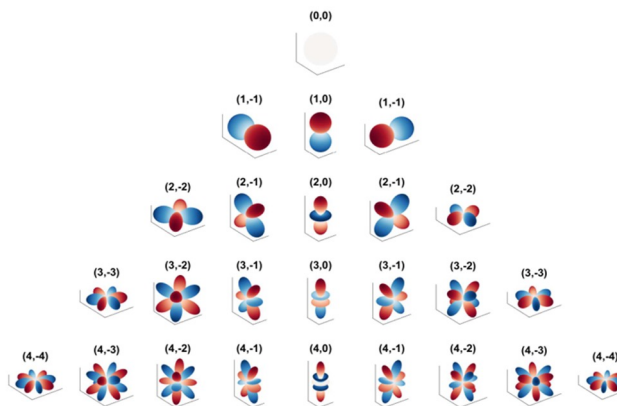 (0,0)
(1,-1) (1,0) (1,-1)
(2,-2) (2,-1) (2,0) (2,-1) (2,-2)
(3,-3) (3,-2) (3,-1) (3,0) (3,-1) (3,-2) (3,-3)
(4,-4) (4,-3) (4,-2) (4,-1) (4,0) (4,-1) (4,-2) (4,-3) (4,-4)